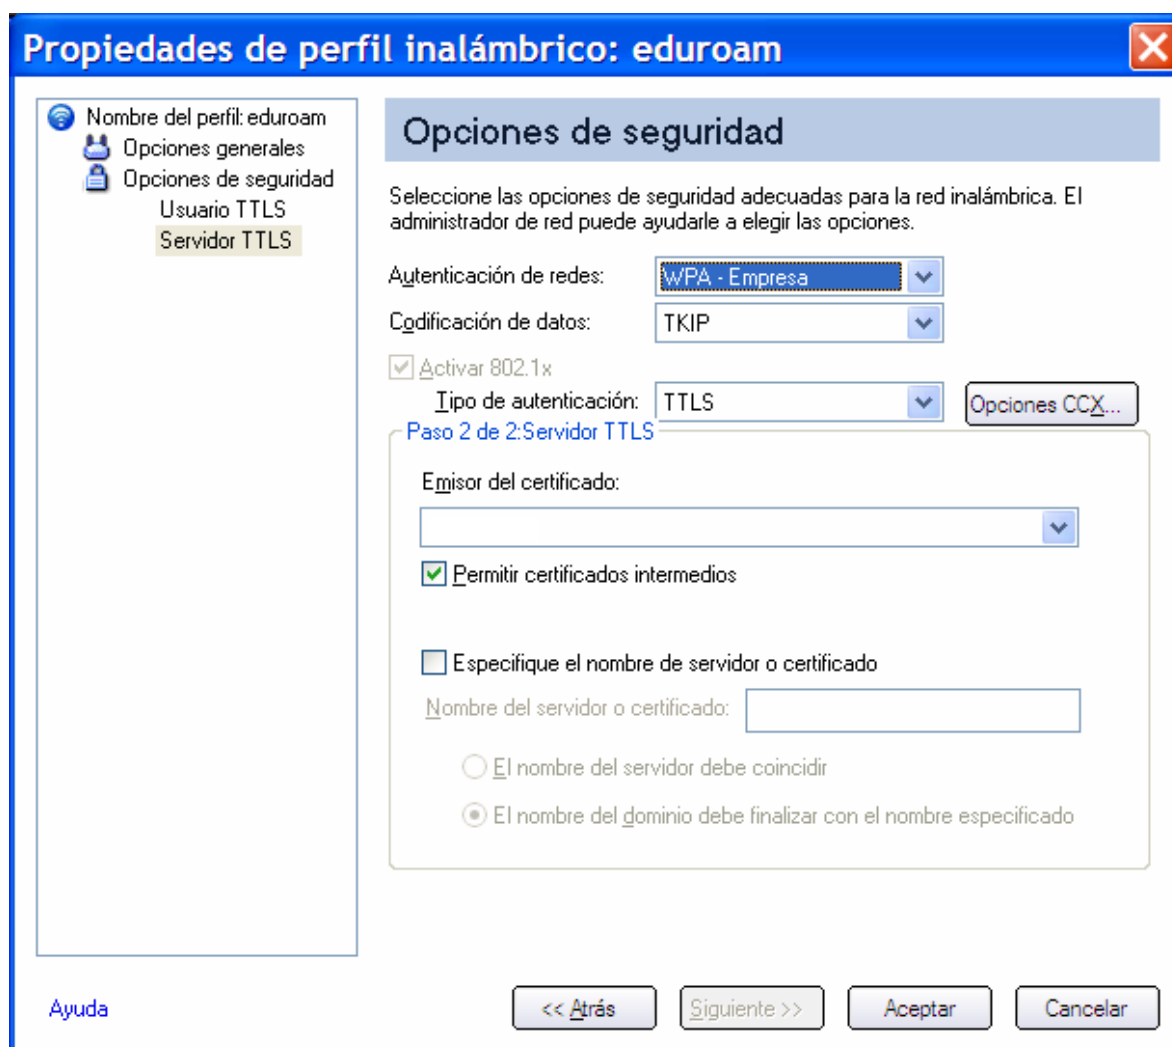 Propiedades de perfil inalámbrico: eduroam
Nombre del perfil: eduroam
Opciones generales
Opciones de seguridad
Usuario TTLS
Servidor TTLS
Opciones de seguridad
Seleccione las opciones de seguridad adecuadas para la red inalámbrica. El
administrador de red puede ayudarle a elegir las opciones.
Autenticación de redes: WPA - Empresa
Codificación de datos: TKIP
Activar 802.1x
Tipo de autenticación: TTLS Opciones CCX...
Paso 2 de 2:Servidor TTLS
Emisor del certificado:
Permitir certificados intermedios
Especifique el nombre de servidor o certificado
Nombre del servidor o certificado:
El nombre del servidor debe coincidir
El nombre del dominio debe finalizar con el nombre especificado
Ayuda << Atrás Siguiente >> Aceptar Cancelar